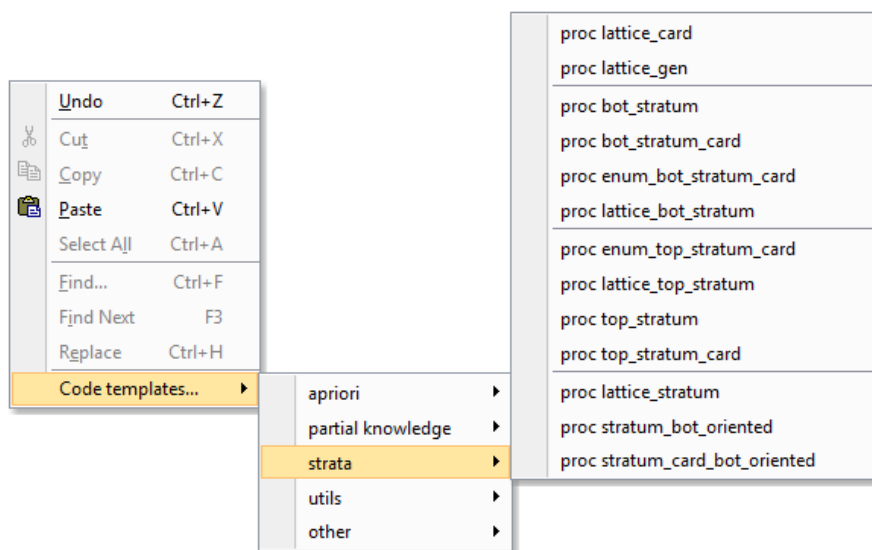 Undo Ctrl+Z
Cut Ctrl+X
Copy Ctrl+C
Paste Ctrl+V
Select All Ctrl+A
Find... Ctrl+F
Find Next F3
Replace Ctrl+H
Code templates...
apriori
partial knowledge
strata
utils
other
proc lattice_card
proc lattice_gen
proc bot_stratum
proc bot_stratum_card
proc enum_bot_stratum_card
proc lattice_bot_stratum
proc enum_top_stratum_card
proc lattice_top_stratum
proc top_stratum
proc top_stratum_card
proc lattice_stratum
proc stratum_bot_oriented
proc stratum_card_bot_oriented